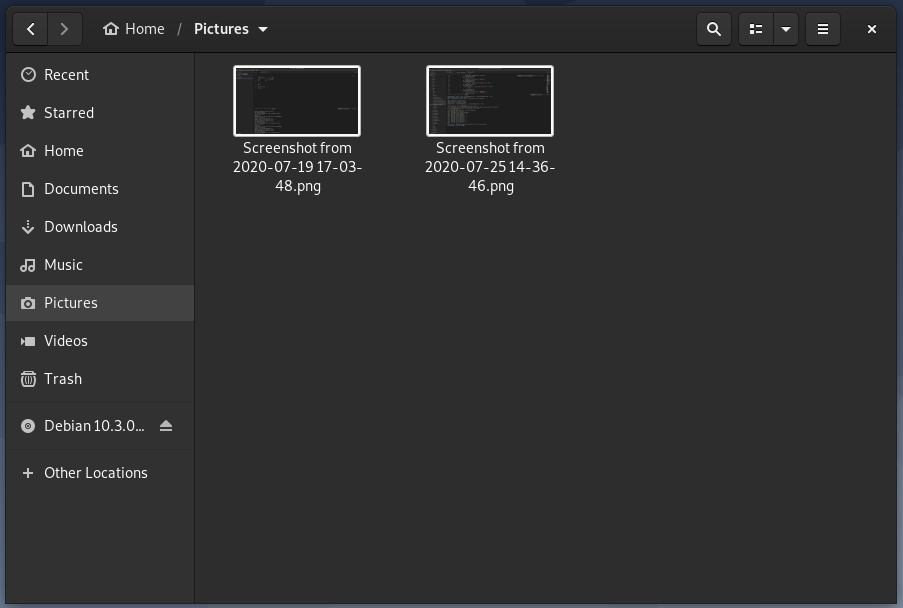 Home / Pictures
Recent
Starred
Home
Documents
Downloads
Music
Pictures
Videos
Trash
Debian 10.3.0...
Other Locations
Screenshot from
2020-07-19 17-03-
48.png
Screenshot from
2020-07-25 14-36-
46.png